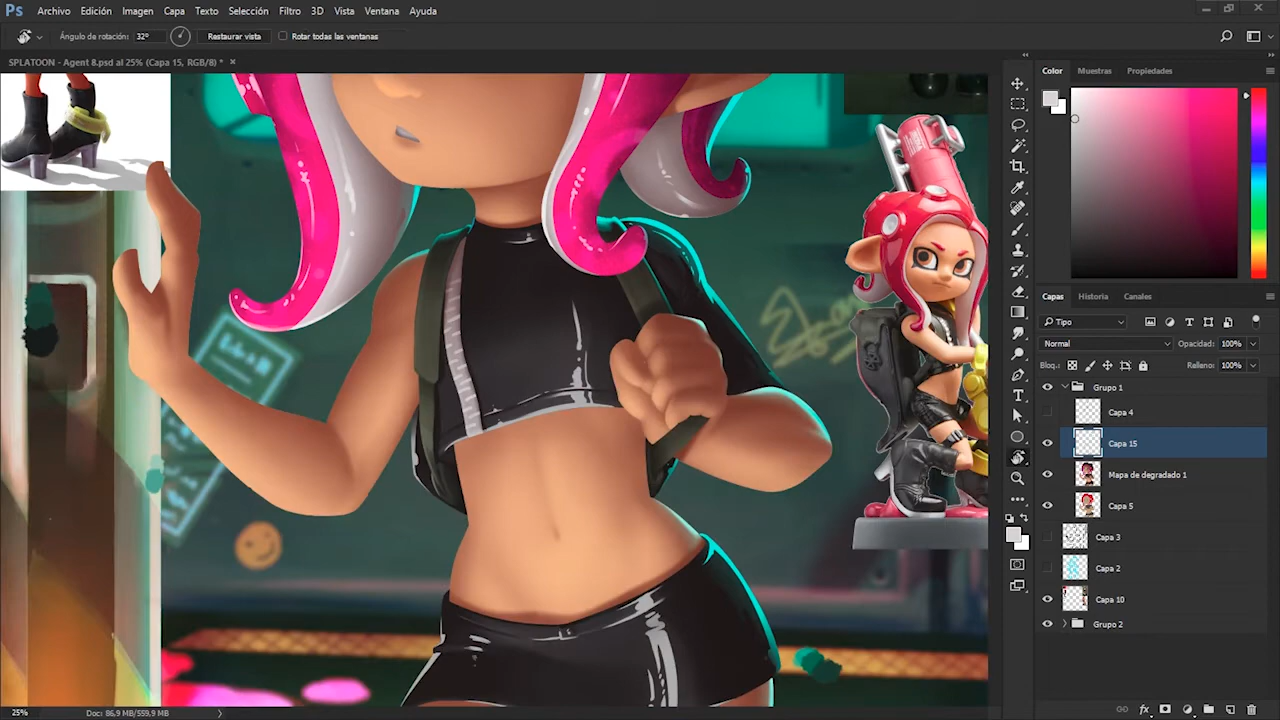 Ps Archivo Edición Imagen Capa Texto Selección Filtro 3D Vista Ventana Ayuda
Ángulo de rotación: 32° Restaurar vista Rotar todas las ventanas
SPLATOON - Agent 8.psd al 25% (Capa 15, RGB/8) * ×
Color Muestras Propiedades
Capas Historia Canales
Tipo
Normal Opacidad: 100%
Bloq.: Relleno: 100%
Grupo 1
Capa 4
Capa 15
Mapa de degradado 1
Capa 5
Capa 3
Capa 2
Capa 10
Grupo 2
25% Doc: 86,9 MB/559,9 MB